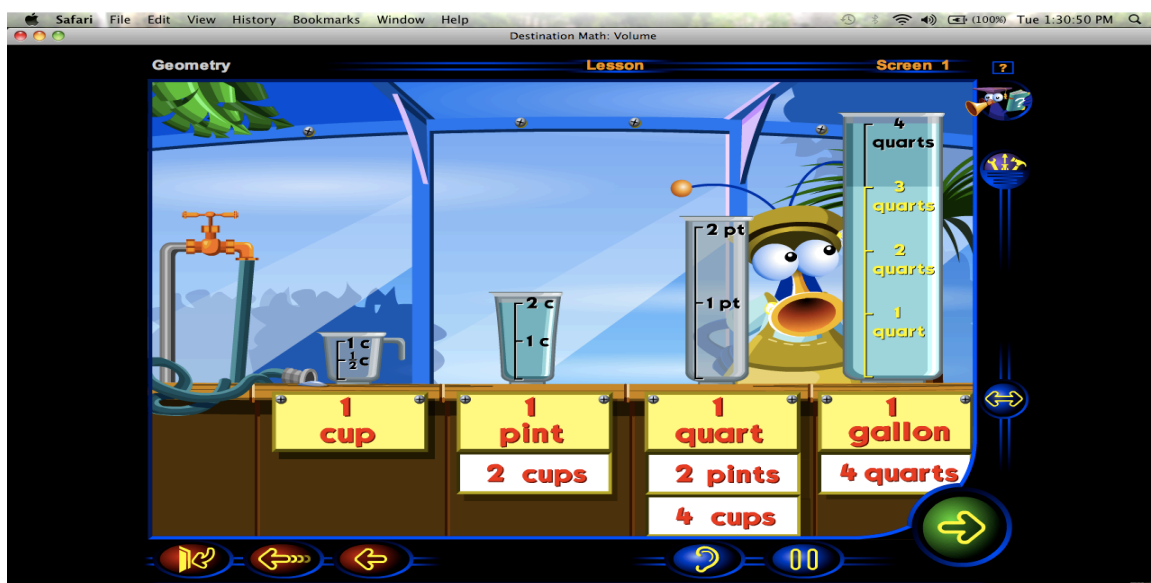 Safari File Edit View History Bookmarks Window Help (100%) Tue 1:30:50 PM
Destination Math: Volume
Geometry Lesson Screen 1 ?
?
4 quarts
3 quarts
2 quarts
1 quart
2 pt
1 pt
2 c
1 c
1 c
½ c
1 cup
1 pint
2 cups
1 quart
2 pints
4 cups
1 gallon
4 quarts